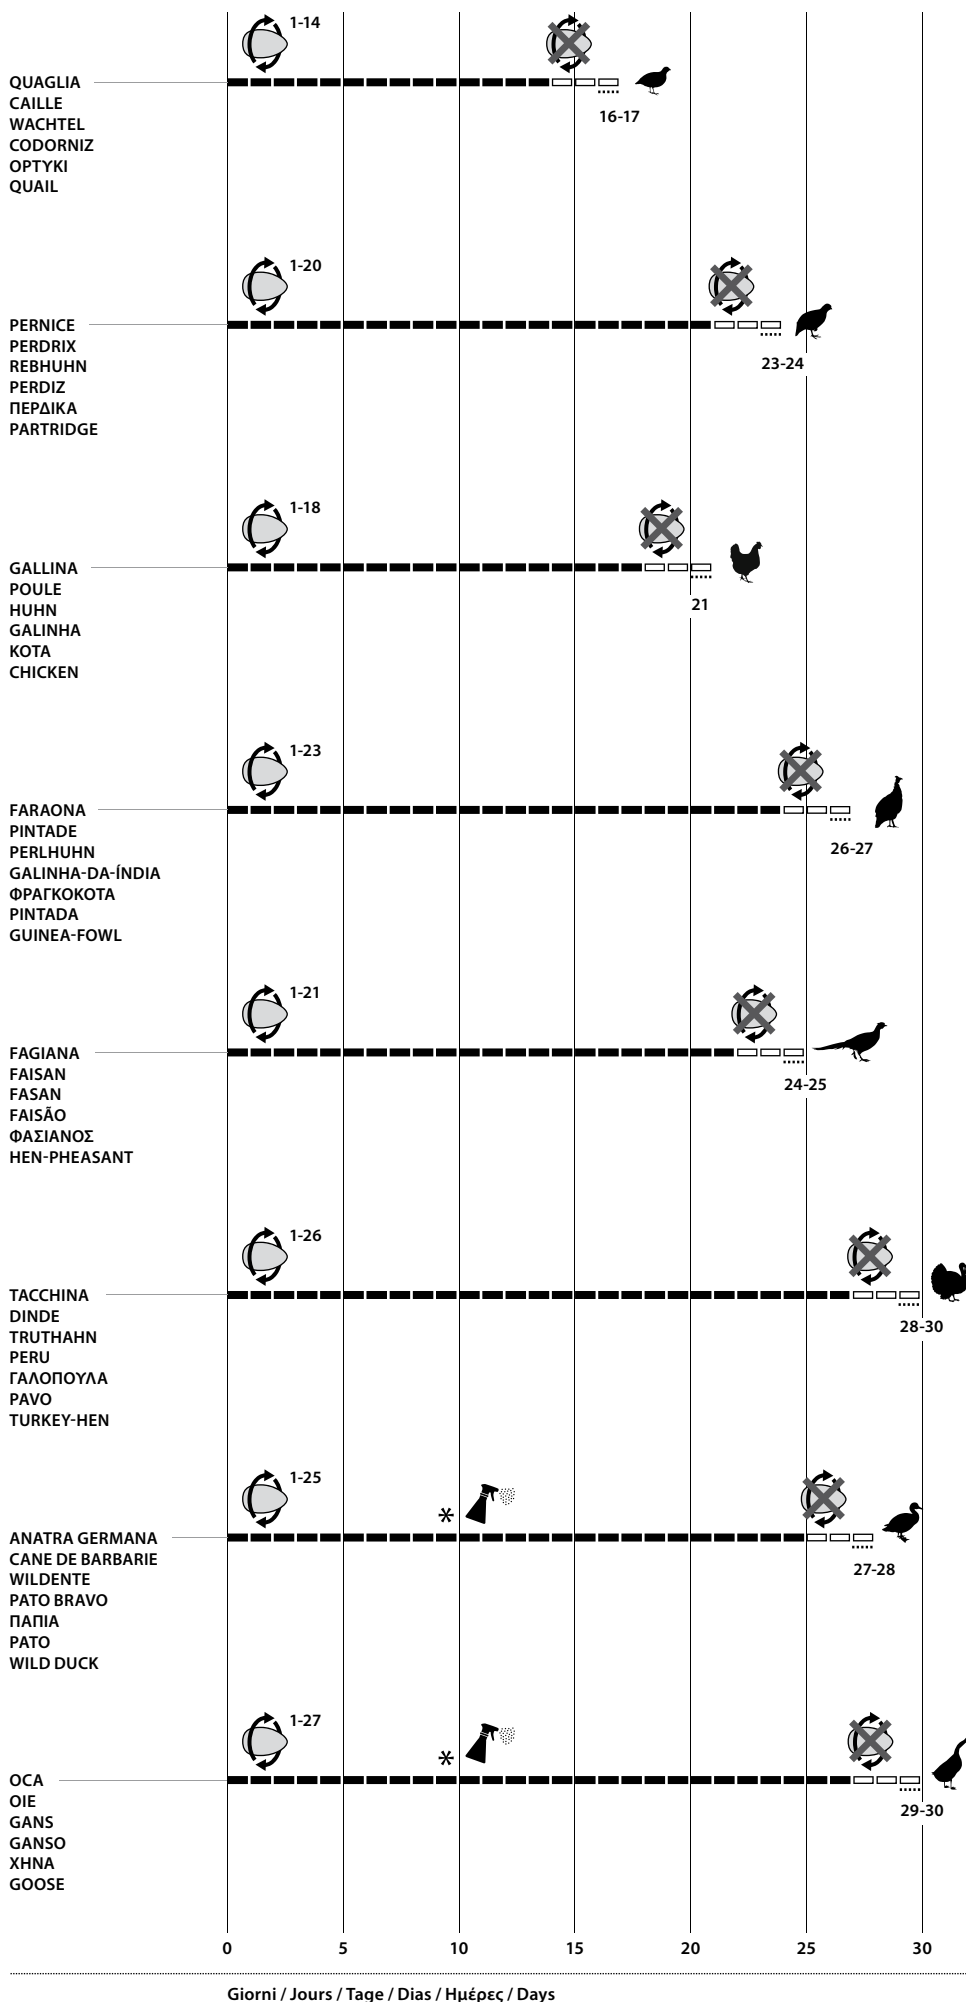 1-14
QUAGLIA
CAILLE
WACHTEL
CODORNIZ
ΟΡΤΥΚΙ
QUAIL
16-17
1-20
PERNICE
PERDRIX
REBHUHN
PERDIZ
ΠΕΡΔΙΚΑ
PARTRIDGE
23-24
1-18
GALLINA
POULE
HUHN
GALINHA
ΚΟΤΑ
CHICKEN
21
1-23
FARAONA
PINTADE
PERLHUHN
GALINHA-DA-ÍNDIA
ΦΡΑΓΚΟΚΟΤΑ
PINTADA
GUINEA-FOWL
26-27
1-21
FAGIANA
FAISAN
FASAN
FAISÃO
ΦΑΣΙΑΝΟΣ
HEN-PHEASANT
24-25
1-26
TACCHINA
DINDE
TRUTHAHN
PERU
ΓΑΛΟΠΟΥΛΑ
PAVO
TURKEY-HEN
28-30
1-25
*
ANATRA GERMANA
CANE DE BARBARIE
WILDENTE
PATO BRAVO
ΠΑΠΙΑ
PATO
WILD DUCK
27-28
1-27
*
OCA
OIE
GANS
GANSO
ΧΗΝΑ
GOOSE
29-30
0 5 10 15 20 25 30
Giorni / Jours / Tage / Dias / Ημέρες / Days